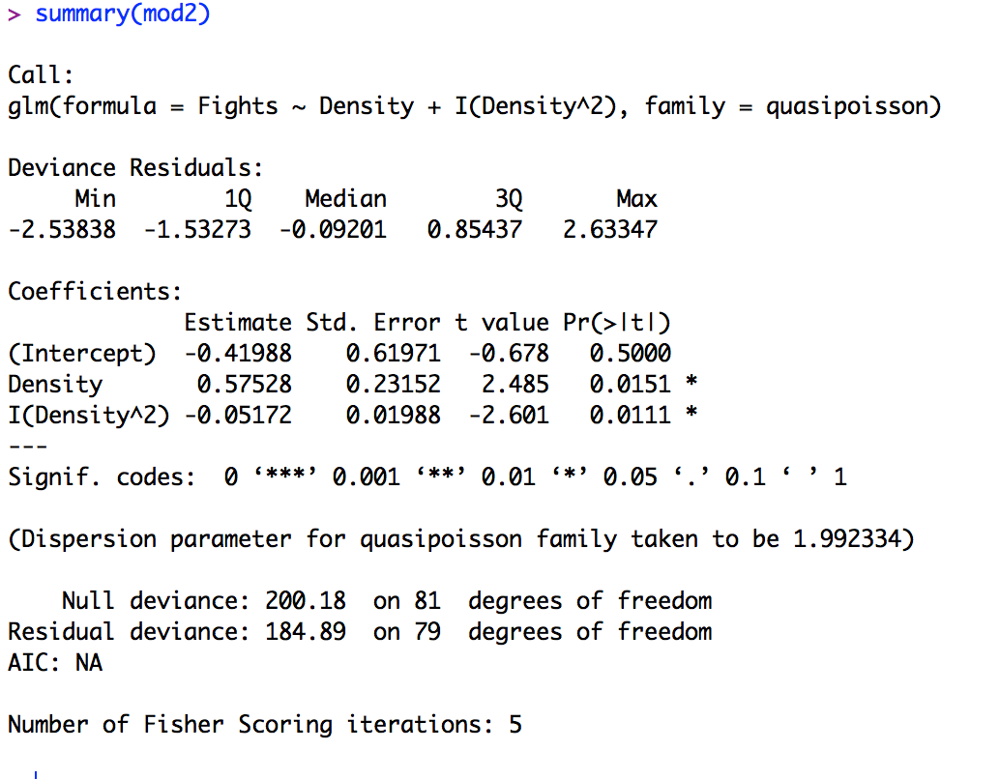 > summary(mod2)
Call:
glm(formula = Fights ~ Density + I(Density^2), family = quasipoisson)
Deviance Residuals:
Min 1Q Median 3Q Max
-2.53838 -1.53273 -0.09201 0.85437 2.63347
Coefficients:
Estimate Std. Error t value Pr(>|t|)
(Intercept) -0.41988 0.61971 -0.678 0.5000
Density 0.57528 0.23152 2.485 0.0151 *
I(Density^2) -0.05172 0.01988 -2.601 0.0111 *
---
Signif. codes: 0 ‘***’ 0.001 ‘**’ 0.01 ‘*’ 0.05 ‘.’ 0.1 ‘ ’ 1
(Dispersion parameter for quasipoisson family taken to be 1.992334)
Null deviance: 200.18 on 81 degrees of freedom
Residual deviance: 184.89 on 79 degrees of freedom
AIC: NA
Number of Fisher Scoring iterations: 5